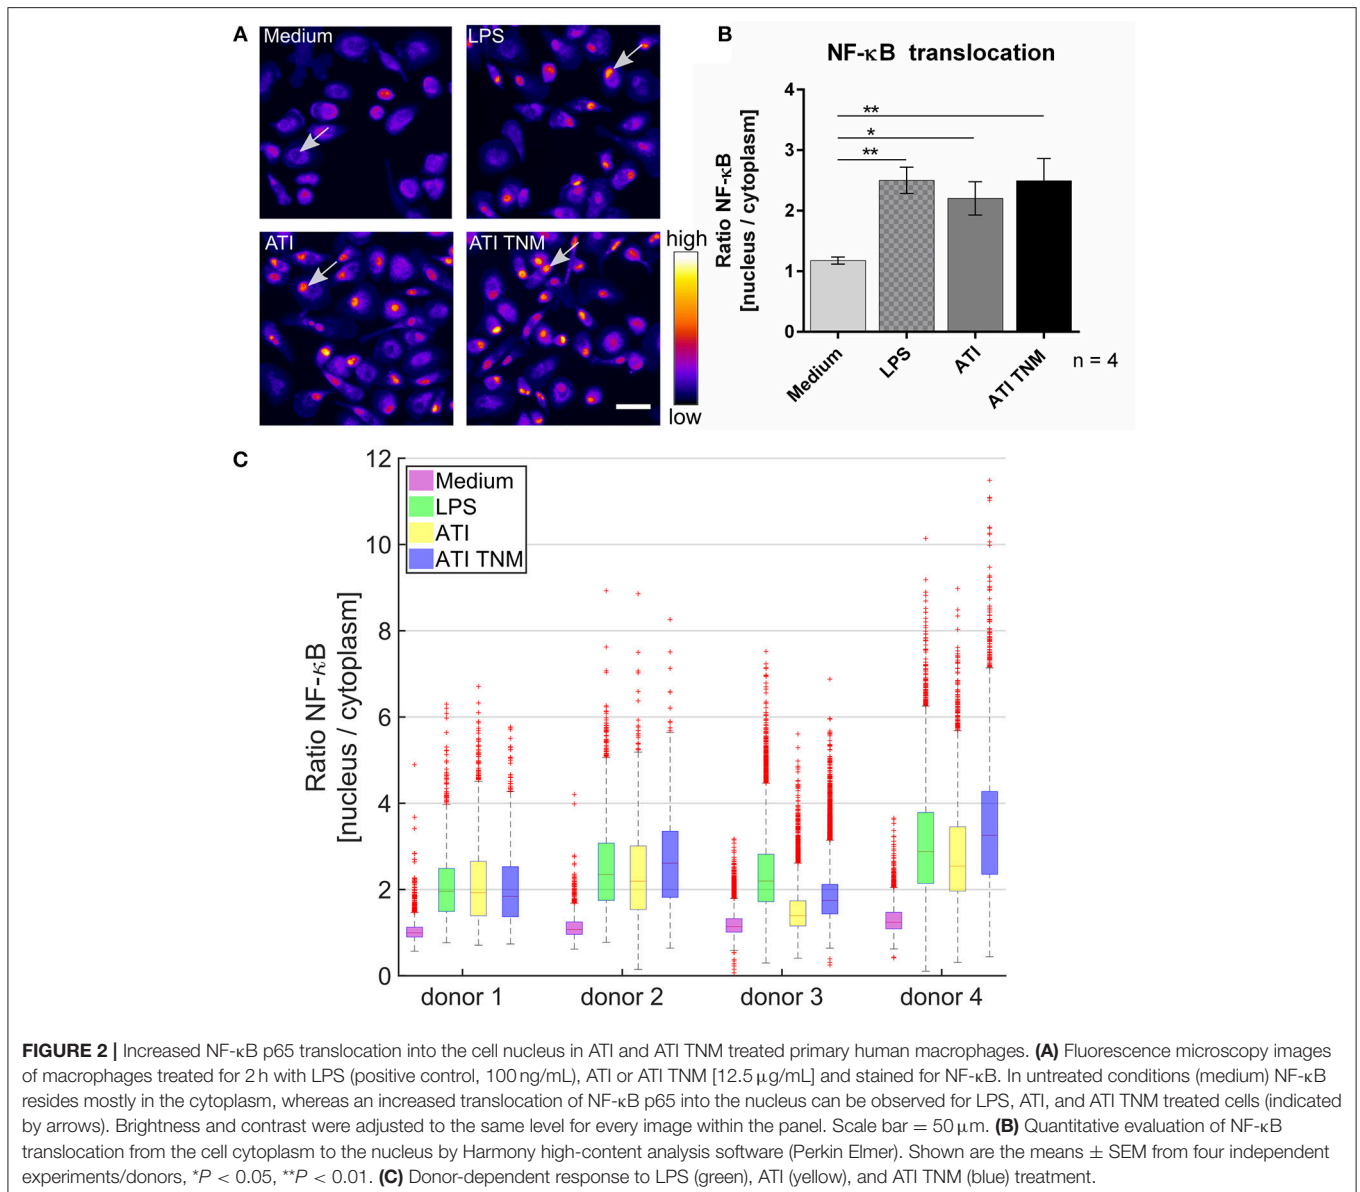 A
Medium
LPS
ATI
ATI TNM
high
low
B
NF-κB translocation
Ratio NF-κB
[nucleus / cytoplasm]
4
3
2
1
0
**
*
**
Medium
LPS
ATI
ATI TNM
n = 4
C
Ratio NF-κB
[nucleus / cytoplasm]
12
10
8
6
4
2
0
Medium
LPS
ATI
ATI TNM
donor 1
donor 2
donor 3
donor 4
FIGURE 2 | Increased NF-κB p65 translocation into the cell nucleus in ATI and ATI TNM treated primary human macrophages. (A) Fluorescence microscopy images
of macrophages treated for 2 h with LPS (positive control, 100 ng/mL), ATI or ATI TNM [12.5 μg/mL] and stained for NF-κB. In untreated conditions (medium) NF-κB
resides mostly in the cytoplasm, whereas an increased translocation of NF-κB p65 into the nucleus can be observed for LPS, ATI, and ATI TNM treated cells (indicated
by arrows). Brightness and contrast were adjusted to the same level for every image within the panel. Scale bar = 50 μm. (B) Quantitative evaluation of NF-κB
translocation from the cell cytoplasm to the nucleus by Harmony high-content analysis software (Perkin Elmer). Shown are the means ± SEM from four independent
experiments/donors, *P < 0.05, **P < 0.01. (C) Donor-dependent response to LPS (green), ATI (yellow), and ATI TNM (blue) treatment.